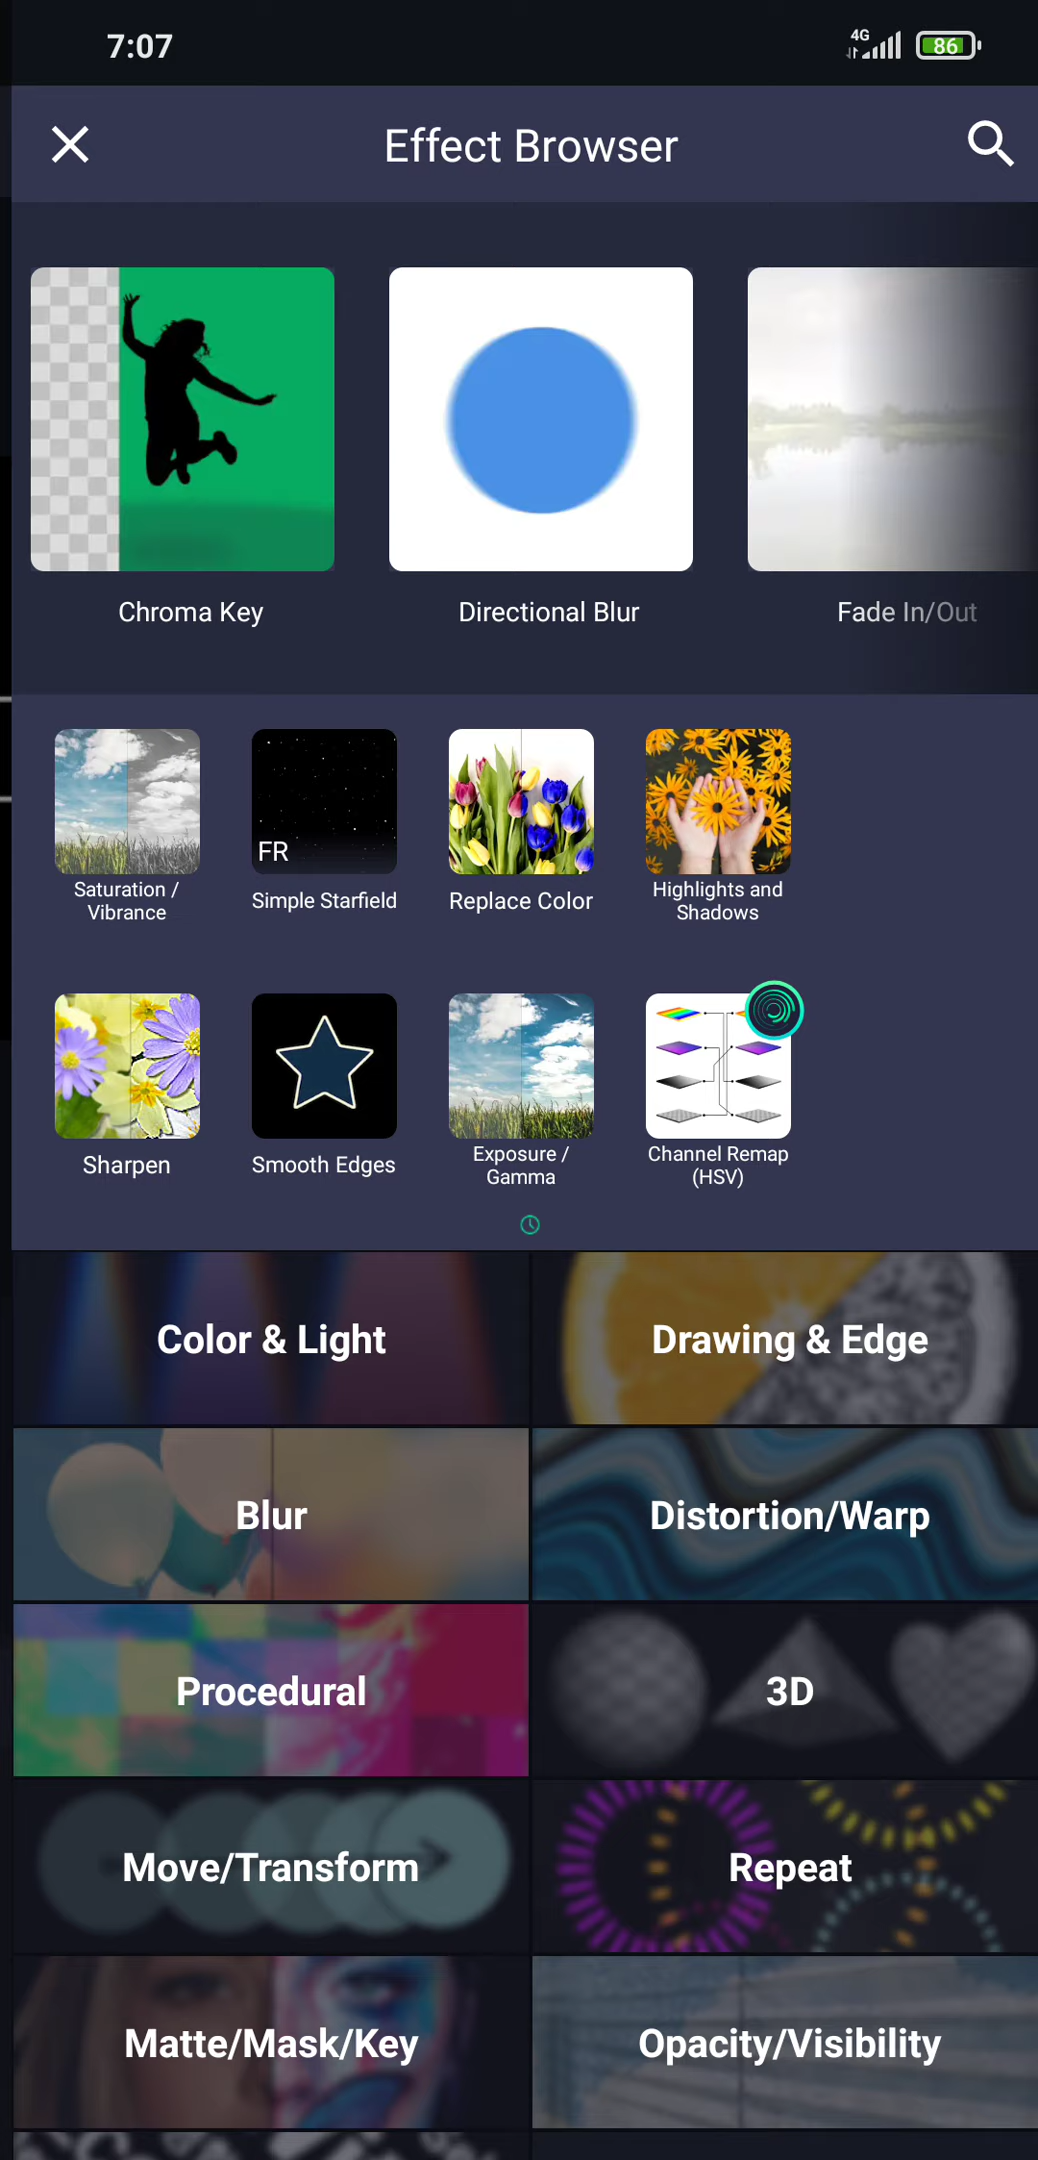 7:07
4G
86
Effect Browser
Chroma Key
Directional Blur
Fade In/Out
FR
Saturation /
Vibrance
Simple Starfield
Replace Color
Highlights and
Shadows
Sharpen
Smooth Edges
Exposure /
Gamma
Channel Remap
(HSV)
Color & Light
Drawing & Edge
Blur
Distortion/Warp
Procedural
3D
Move/Transform
Repeat
Matte/Mask/Key
Opacity/Visibility